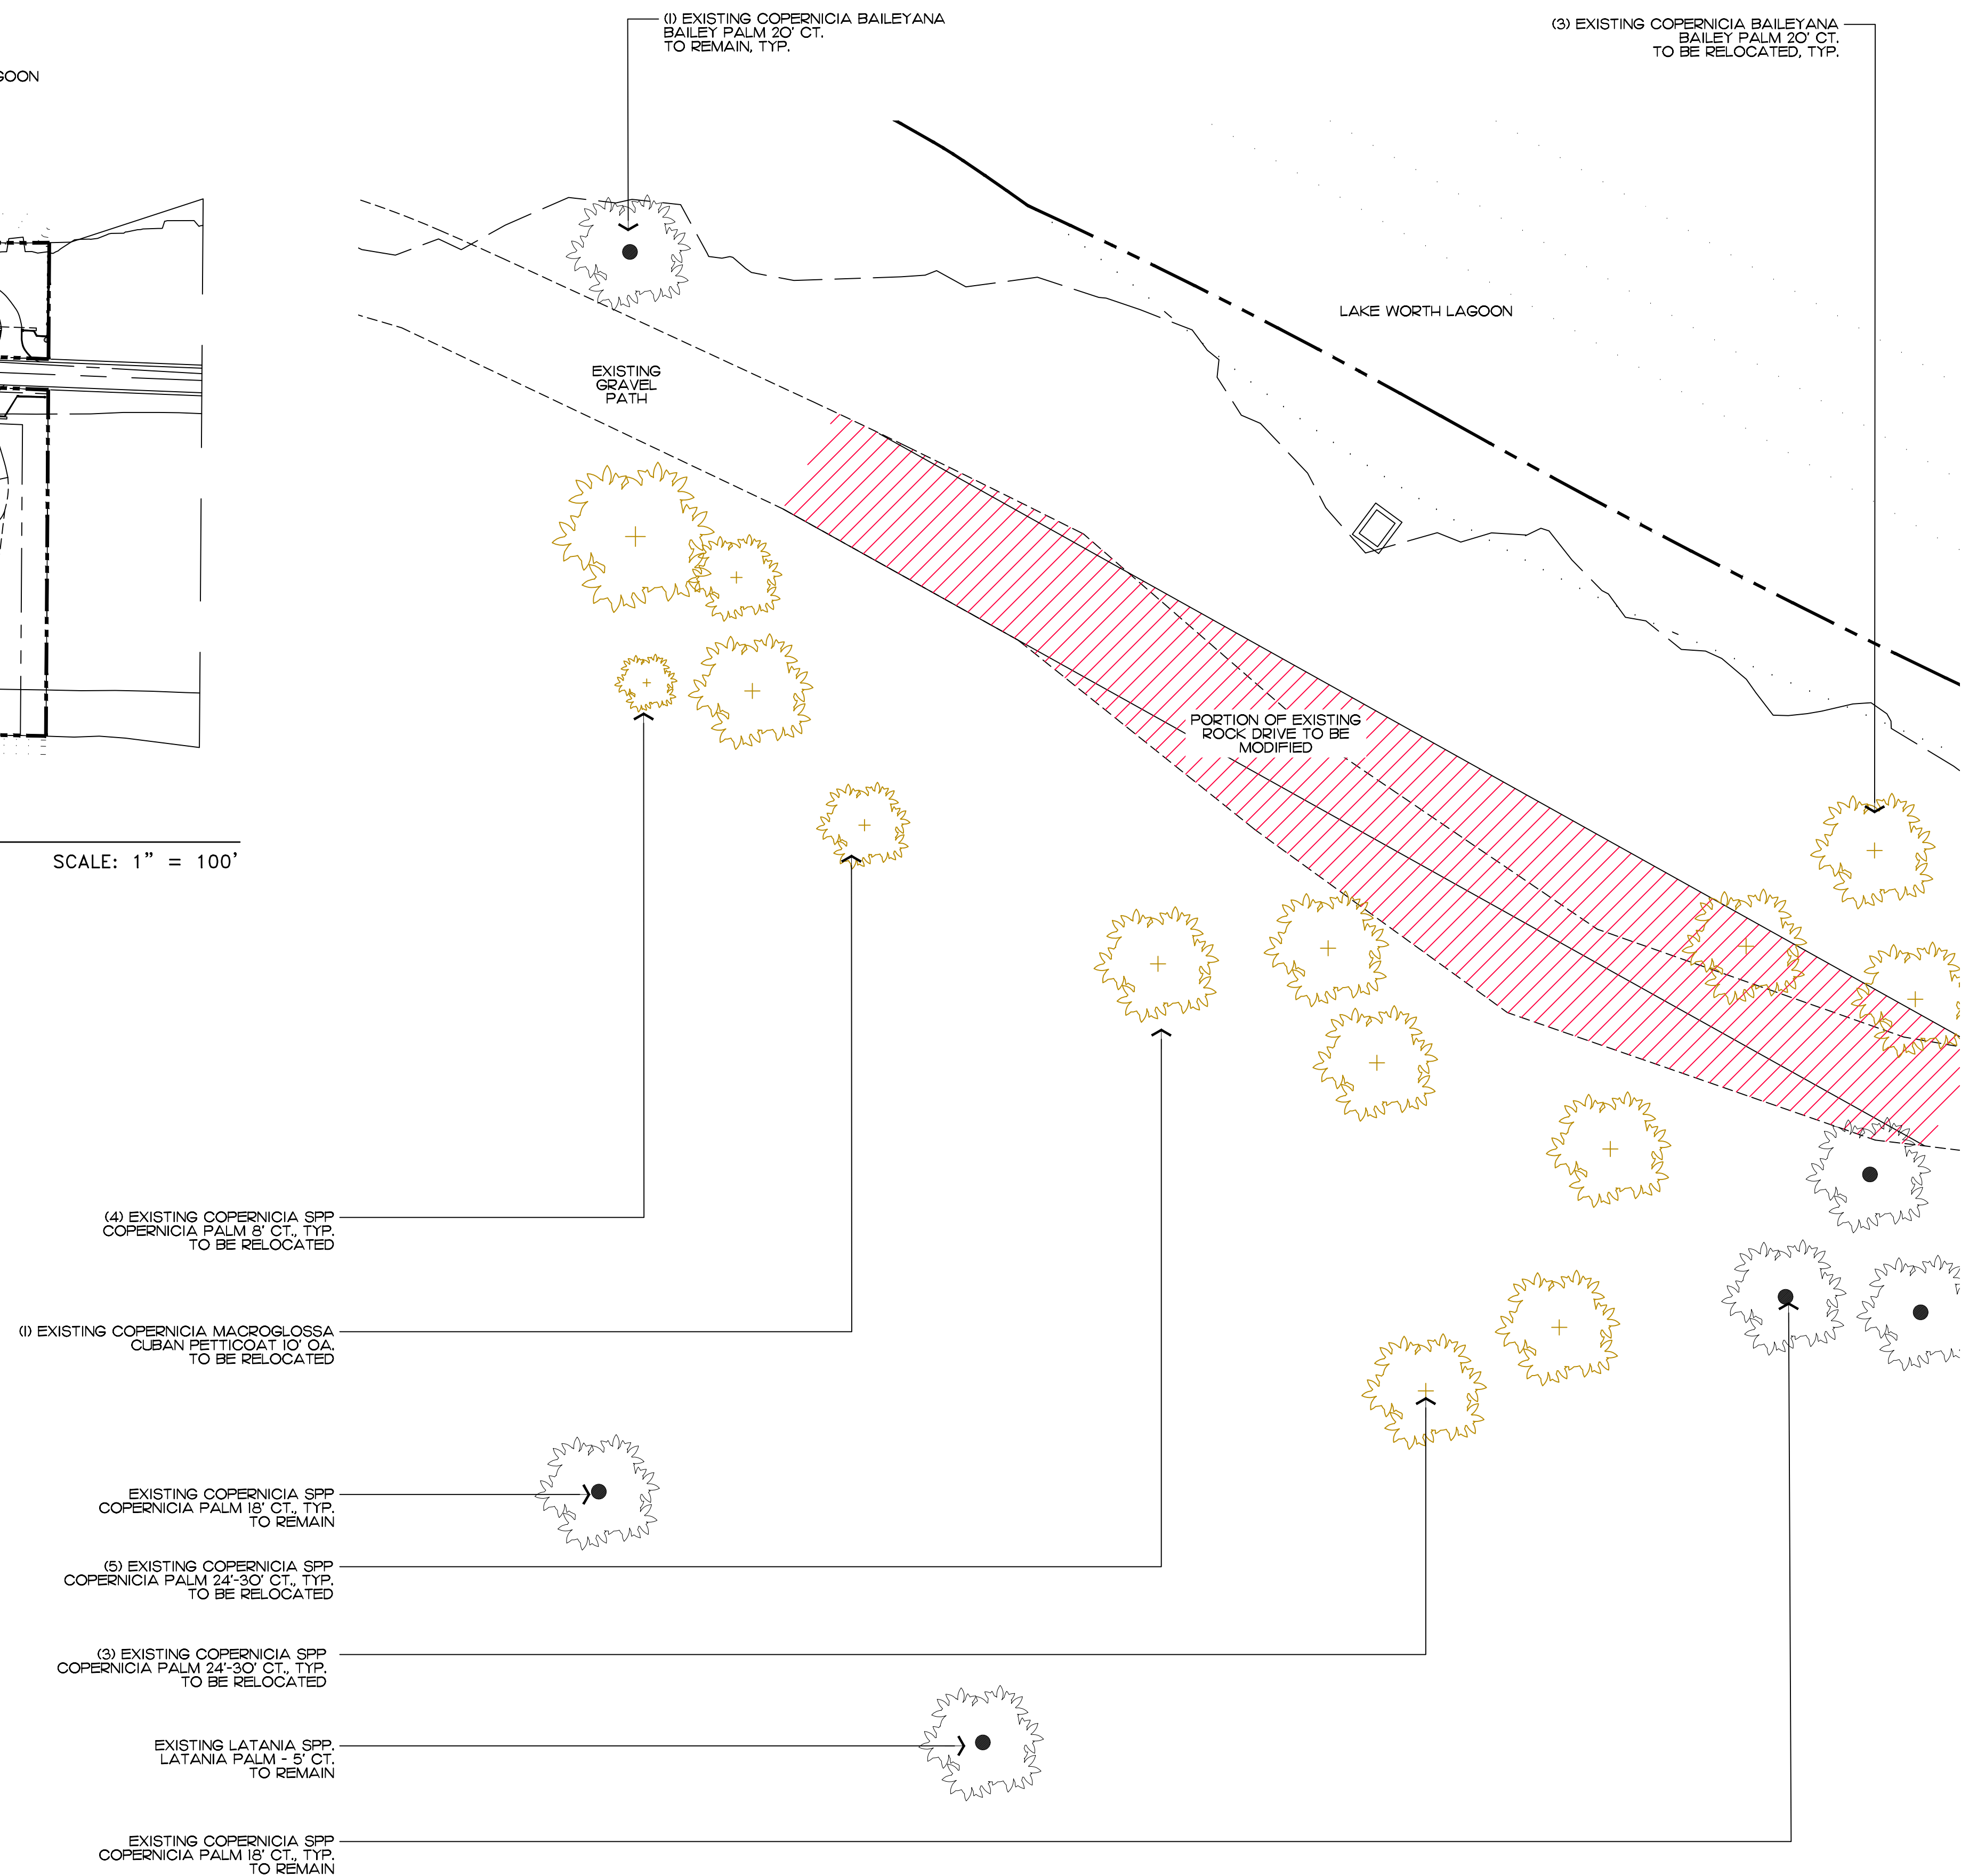 (1) EXISTING COPERNICIA BAILEYANA
BAILEY PALM 20' CT.
TO REMAIN, TYP.
(3) EXISTING COPERNICIA BAILEYANA
BAILEY PALM 20' CT.
TO BE RELOCATED, TYP.
GOON
LAKE WORTH LAGOON
EXISTING
GRAVEL
PATH
PORTION OF EXISTING
ROCK DRIVE TO BE
MODIFIED
SCALE: 1" = 100'
(4) EXISTING COPERNICIA SPP
COPERNICIA PALM 8' CT., TYP.
TO BE RELOCATED
(1) EXISTING COPERNICIA MACROGLOSSA
CUBAN PETTICOAT 10' OA.
TO BE RELOCATED
EXISTING COPERNICIA SPP
COPERNICIA PALM 18' CT., TYP.
TO REMAIN
(5) EXISTING COPERNICIA SPP
COPERNICIA PALM 24'-30' CT., TYP.
TO BE RELOCATED
(3) EXISTING COPERNICIA SPP
COPERNICIA PALM 24'-30' CT., TYP.
TO BE RELOCATED
EXISTING LATANIA SPP.
LATANIA PALM - 5' CT.
TO REMAIN
EXISTING COPERNICIA SPP
COPERNICIA PALM 18' CT., TYP.
TO REMAIN